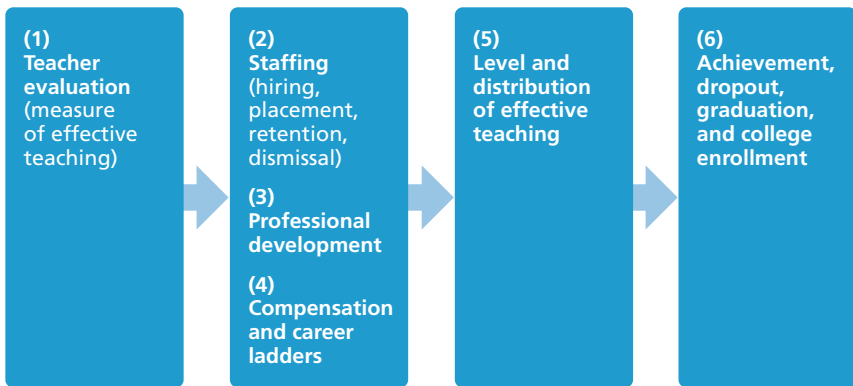 (1)
Teacher
evaluation
(measure
of effective
teaching)
(2)
Staffing
(hiring,
placement,
retention,
dismissal)
(3)
Professional
development
(4)
Compensation
and career
ladders
(5)
Level and
distribution
of effective
teaching
(6)
Achievement,
dropout,
graduation,
and college
enrollment